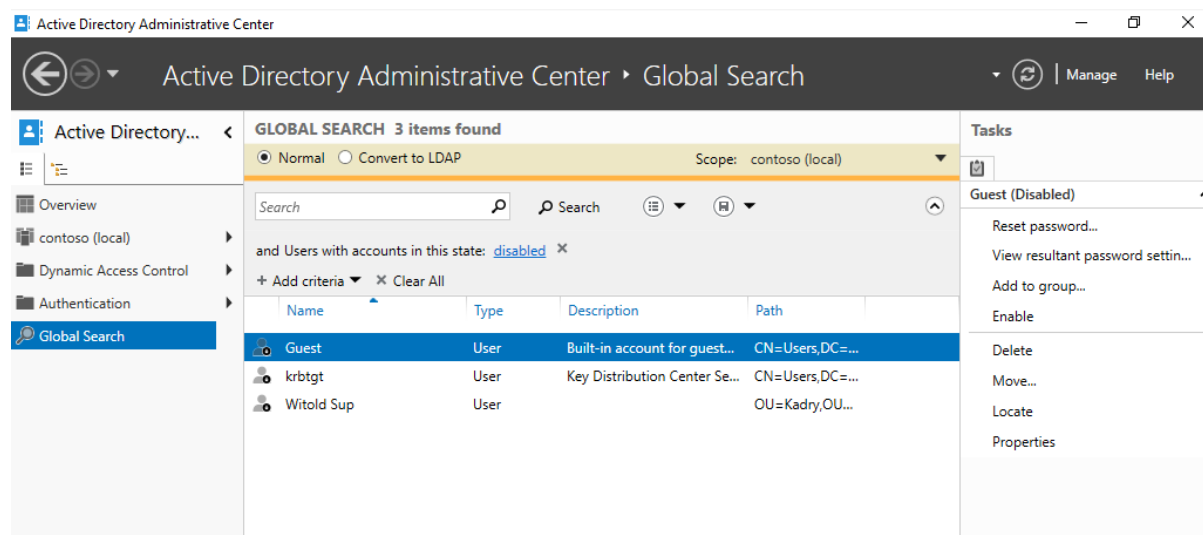 Active Directory Administrative Center
Active Directory Administrative Center • Global Search
Manage Help
Active Directory...
Overview
contoso (local)
Dynamic Access Control
Authentication
Global Search
GLOBAL SEARCH 3 items found
Normal Convert to LDAP Scope: contoso (local)
Search Search
and Users with accounts in this state: disabled
+ Add criteria Clear All
Name Type Description Path
Guest User Built-in account for guest... CN=Users,DC=...
krbtgt User Key Distribution Center Se... CN=Users,DC=...
Witold Sup User OU=Kadry,OU...
Tasks
Guest (Disabled)
Reset password...
View resultant password settin...
Add to group...
Enable
Delete
Move...
Locate
Properties